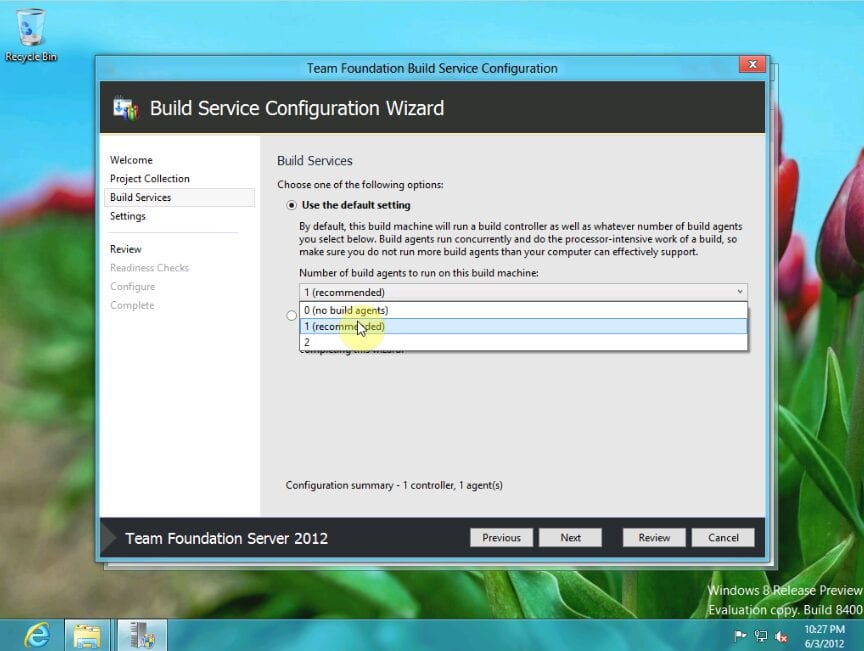 Recycle Bin
Team Foundation Build Service Configuration
Build Service Configuration Wizard
Welcome
Project Collection
Build Services
Settings
Review
Readiness Checks
Configure
Complete
Build Services
Choose one of the following options:
Use the default setting
By default, this build machine will run a build controller as well as whatever number of build agents
you select below. Build agents run concurrently and do the processor-intensive work of a build, so
make sure you do not run more build agents than your computer can effectively support.
Number of build agents to run on this build machine:
1 (recommended)
0 (no build agents)
1 (recommended)
2
completing this wizard.
Configuration summary - 1 controller, 1 agent(s)
Team Foundation Server 2012
Previous
Next
Review
Cancel
Windows 8 Release Preview
Evaluation copy. Build 8400
10:27 PM
6/3/2012